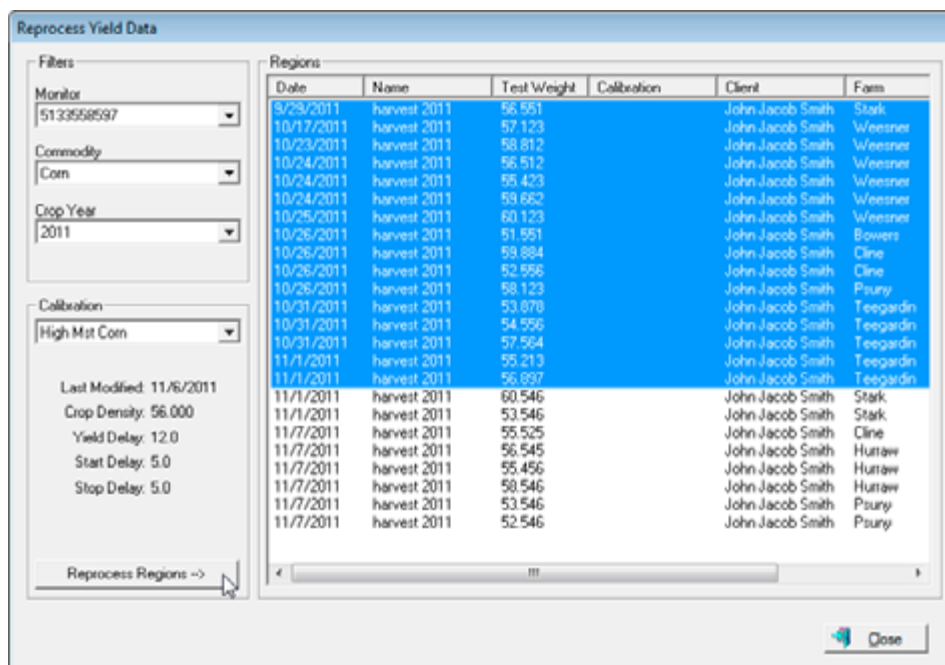 Reprocess Yield Data
Filters
Monitor
5133558597
Commodity
Corn
Crop Year
2011
Calibration
High Mst Corn
Last Modified: 11/6/2011
Crop Density: 56.000
Yield Delay: 12.0
Start Delay: 5.0
Stop Delay: 5.0
Reprocess Regions -->
Regions
Date Name Test Weight Calibration Client Farm
9/29/2011 harvest 2011 56.551 John Jacob Smith Stark
10/17/2011 harvest 2011 57.123 John Jacob Smith Weesner
10/23/2011 harvest 2011 58.812 John Jacob Smith Weesner
10/24/2011 harvest 2011 56.512 John Jacob Smith Weesner
10/24/2011 harvest 2011 55.423 John Jacob Smith Weesner
10/24/2011 harvest 2011 59.662 John Jacob Smith Weesner
10/25/2011 harvest 2011 60.123 John Jacob Smith Weesner
10/26/2011 harvest 2011 51.551 John Jacob Smith Bowers
10/26/2011 harvest 2011 59.884 John Jacob Smith Cline
10/26/2011 harvest 2011 52.556 John Jacob Smith Cline
10/26/2011 harvest 2011 58.123 John Jacob Smith Psuny
10/31/2011 harvest 2011 53.878 John Jacob Smith Teegardin
10/31/2011 harvest 2011 54.556 John Jacob Smith Teegardin
10/31/2011 harvest 2011 57.564 John Jacob Smith Teegardin
11/1/2011 harvest 2011 55.213 John Jacob Smith Teegardin
11/1/2011 harvest 2011 56.897 John Jacob Smith Teegardin
11/1/2011 harvest 2011 60.546 John Jacob Smith Stark
11/1/2011 harvest 2011 53.546 John Jacob Smith Stark
11/7/2011 harvest 2011 55.525 John Jacob Smith Cline
11/7/2011 harvest 2011 56.545 John Jacob Smith Hurraw
11/7/2011 harvest 2011 55.456 John Jacob Smith Hurraw
11/7/2011 harvest 2011 58.546 John Jacob Smith Hurraw
11/7/2011 harvest 2011 53.546 John Jacob Smith Psuny
11/7/2011 harvest 2011 52.546 John Jacob Smith Psuny
Close